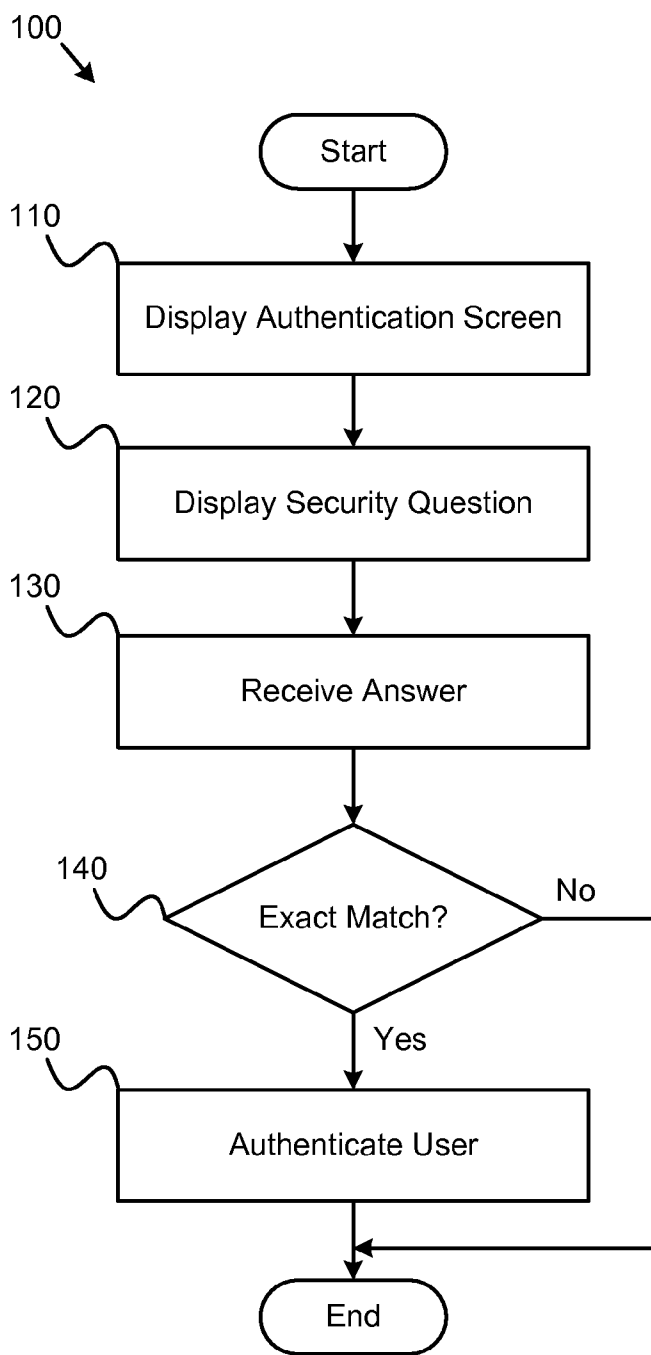 100
Start
110
Display Authentication Screen
120
Display Security Question
130
Receive Answer
140
Exact Match?
No
Yes
150
Authenticate User
End